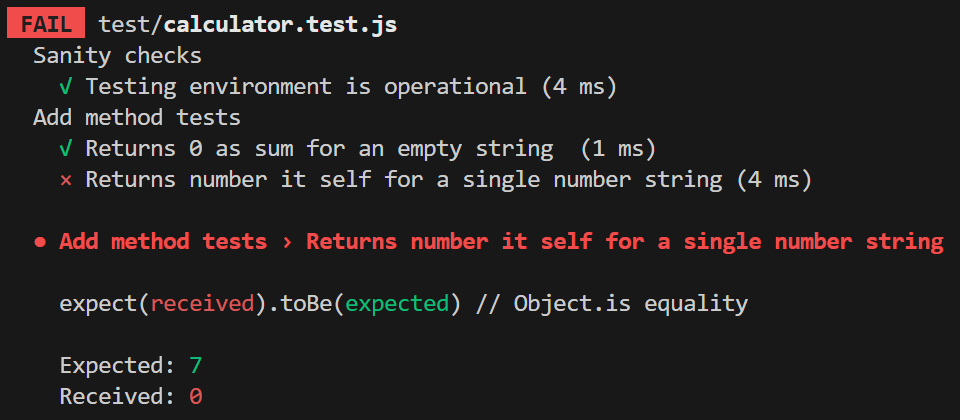 FAIL test/calculator.test.js
Sanity checks
√ Testing environment is operational (4 ms)
Add method tests
√ Returns 0 as sum for an empty string  (1 ms)
× Returns number it self for a single number string (4 ms)
● Add method tests › Returns number it self for a single number string
expect(received).toBe(expected) // Object.is equality
Expected: 7
Received: 0